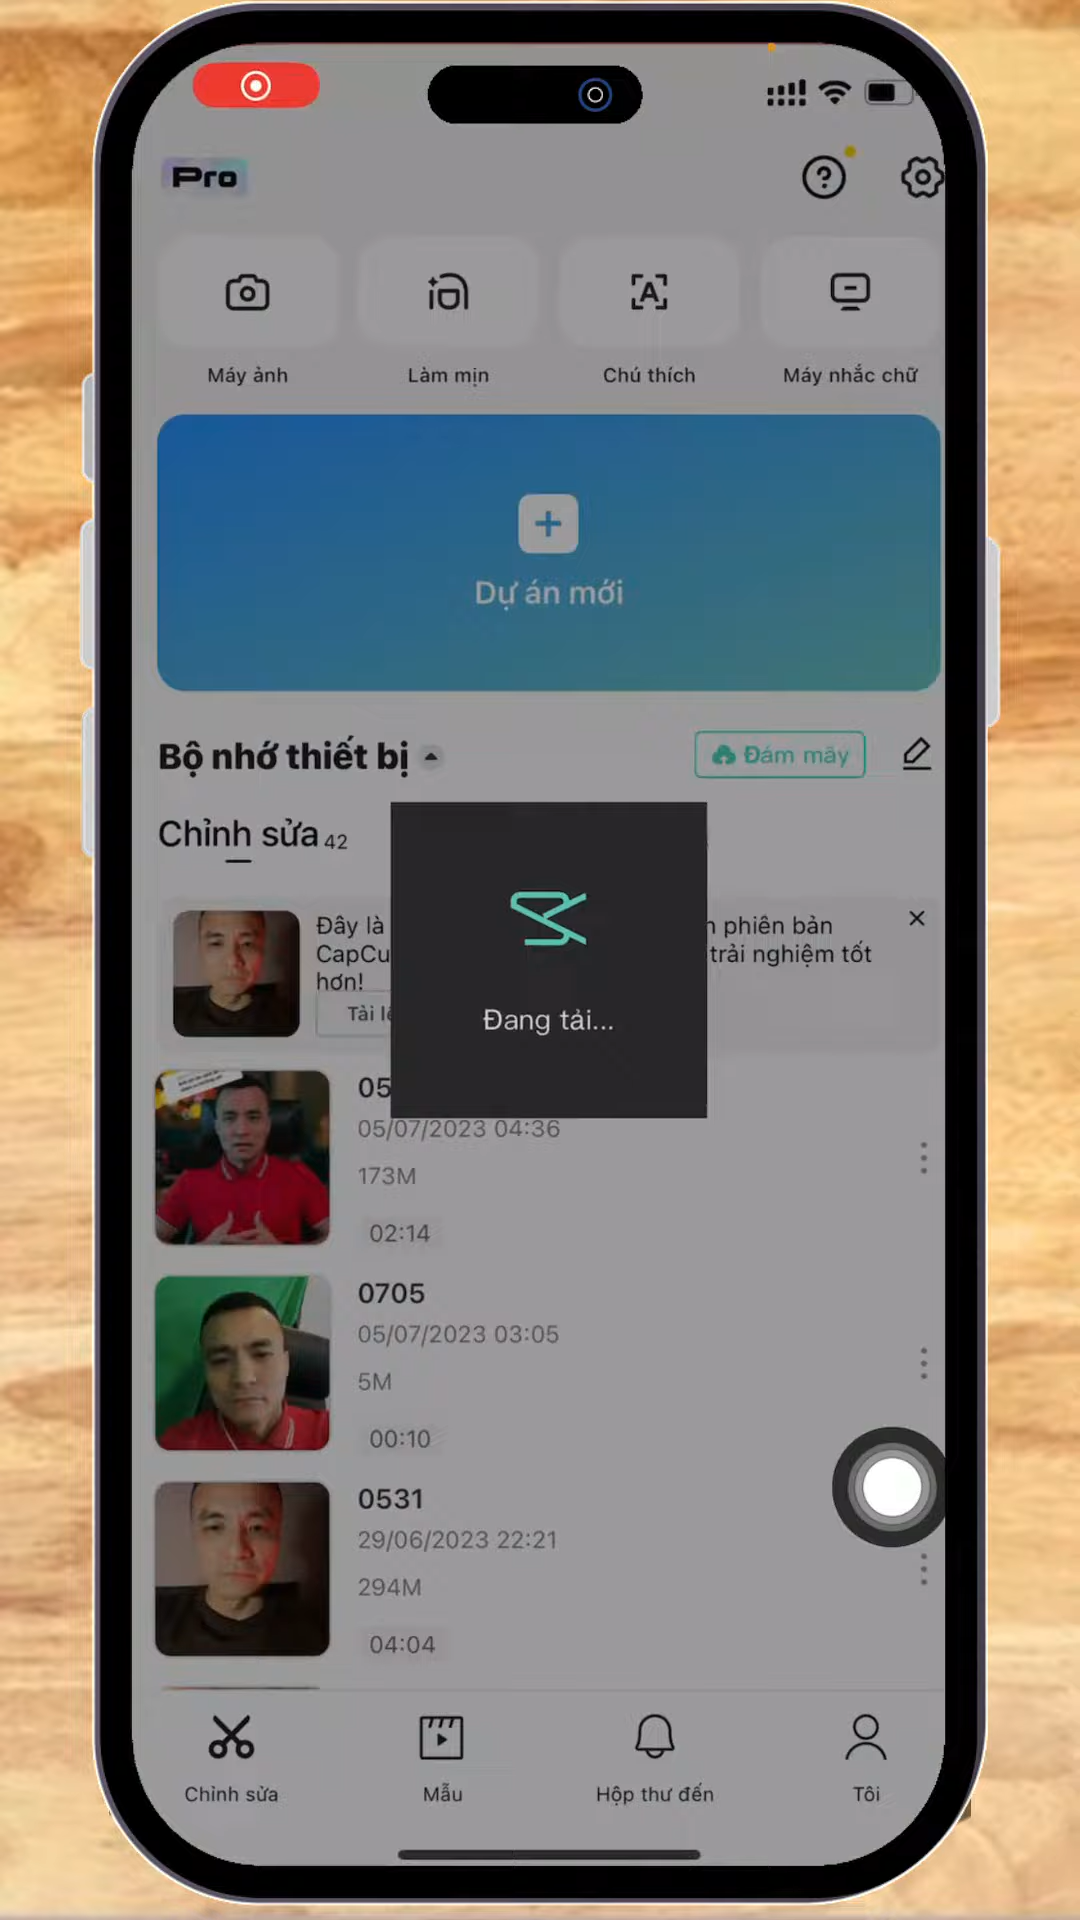 Pro
Máy ảnh
Làm mịn
Chú thích
Máy nhắc chữ
Dự án mới
Bộ nhớ thiết bị
Đám mây
Chỉnh sửa 42
Đây là
n phiên bản
CapCu
trải nghiệm tốt
hơn!
Tải lê
Đang tải...
05
05/07/2023 04:36
173M
02:14
0705
05/07/2023 03:05
5M
00:10
0531
29/06/2023 22:21
294M
04:04
Chỉnh sửa
Mẫu
Hộp thư đến
Tôi